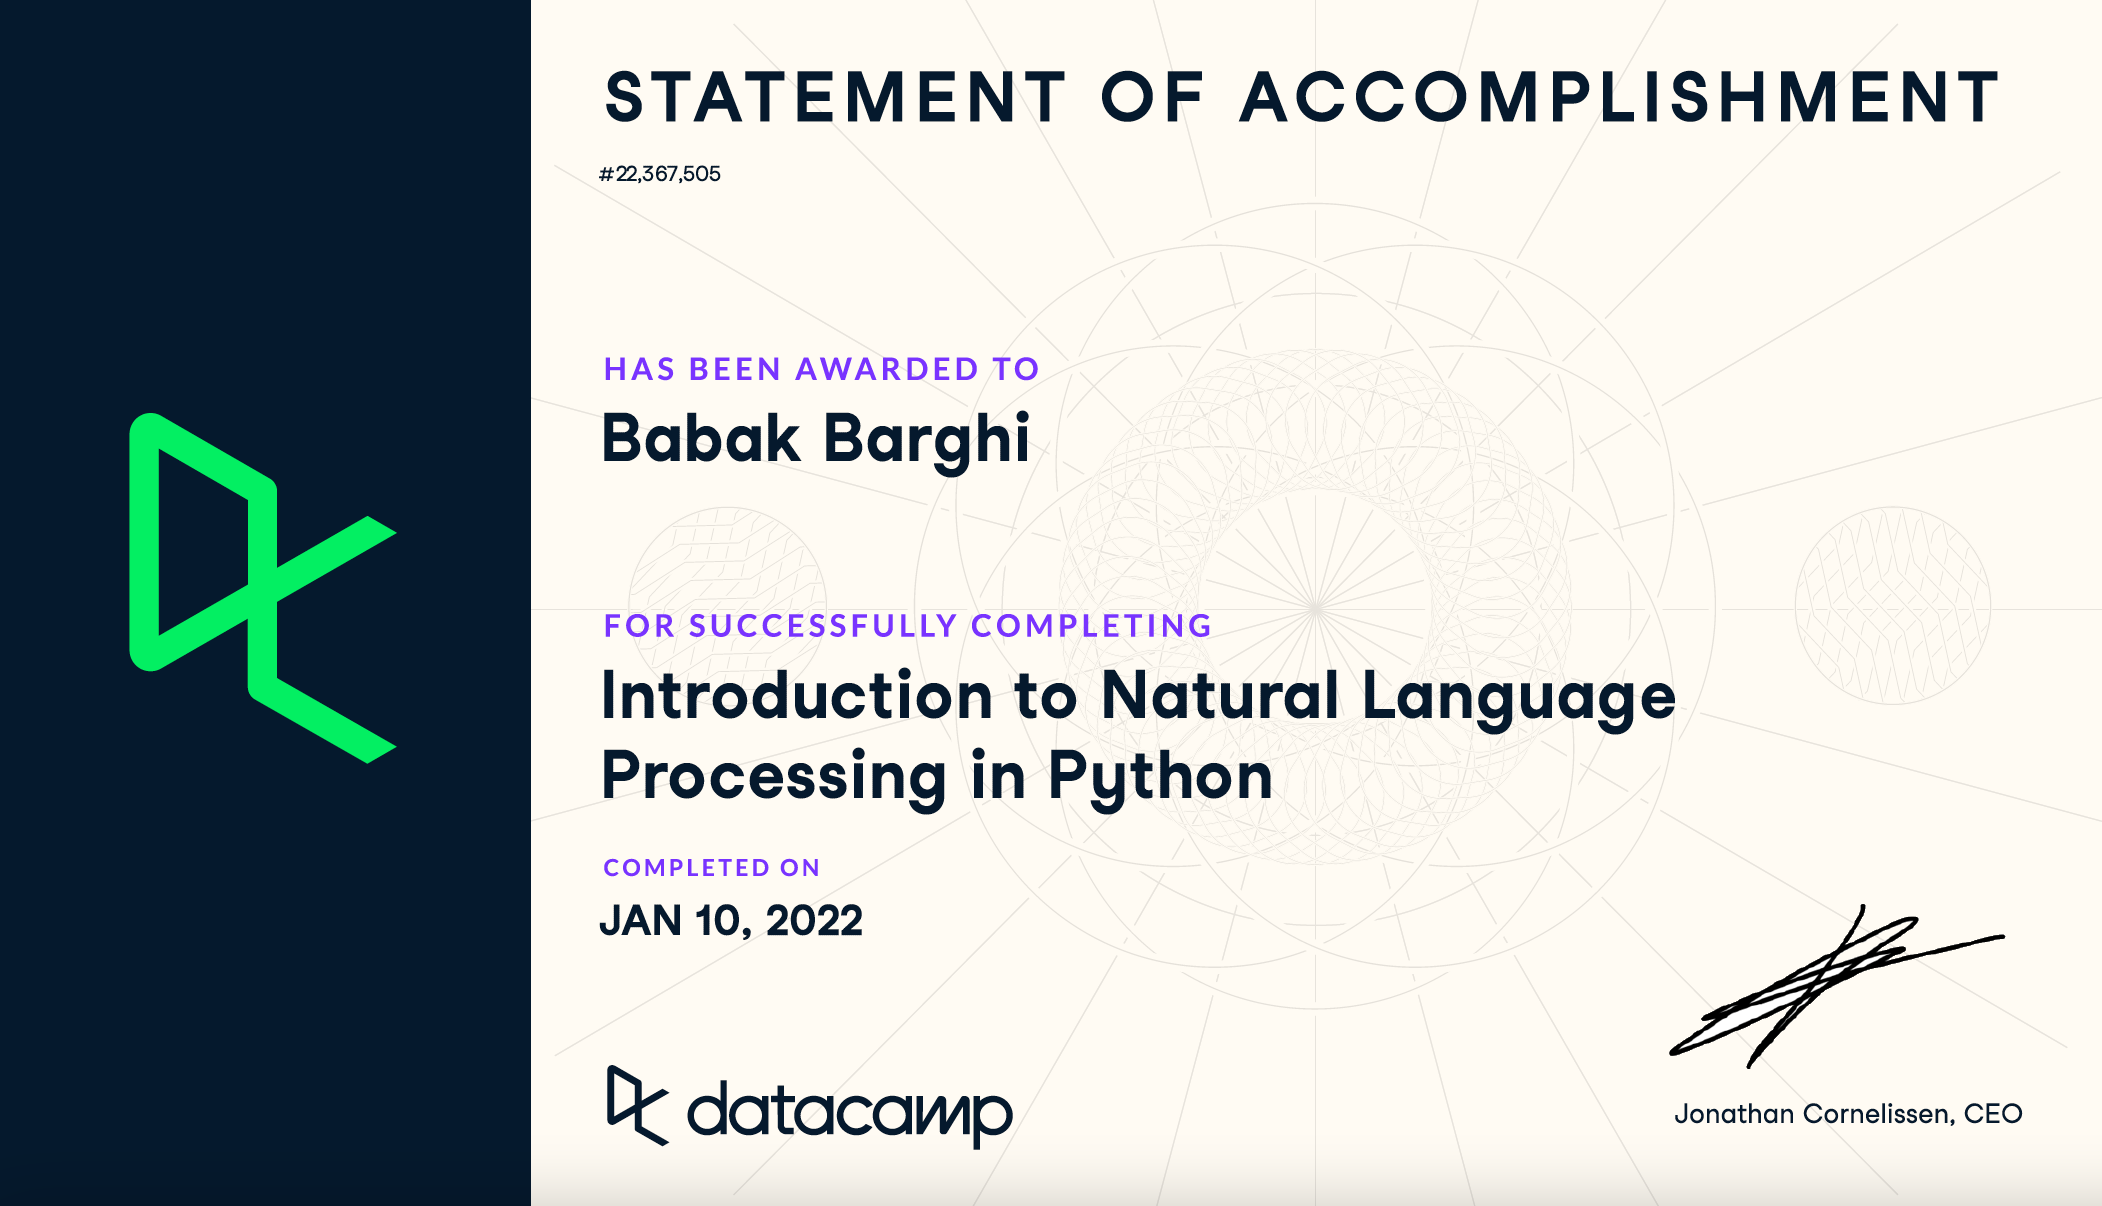 STATEMENT OF ACCOMPLISHMENT
#22,367,505
HAS BEEN AWARDED TO
Babak Barghi
FOR SUCCESSFULLY COMPLETING
Introduction to Natural Language
Processing in Python
COMPLETED ON
JAN 10, 2022
datacamp
Jonathan Cornelissen, CEO